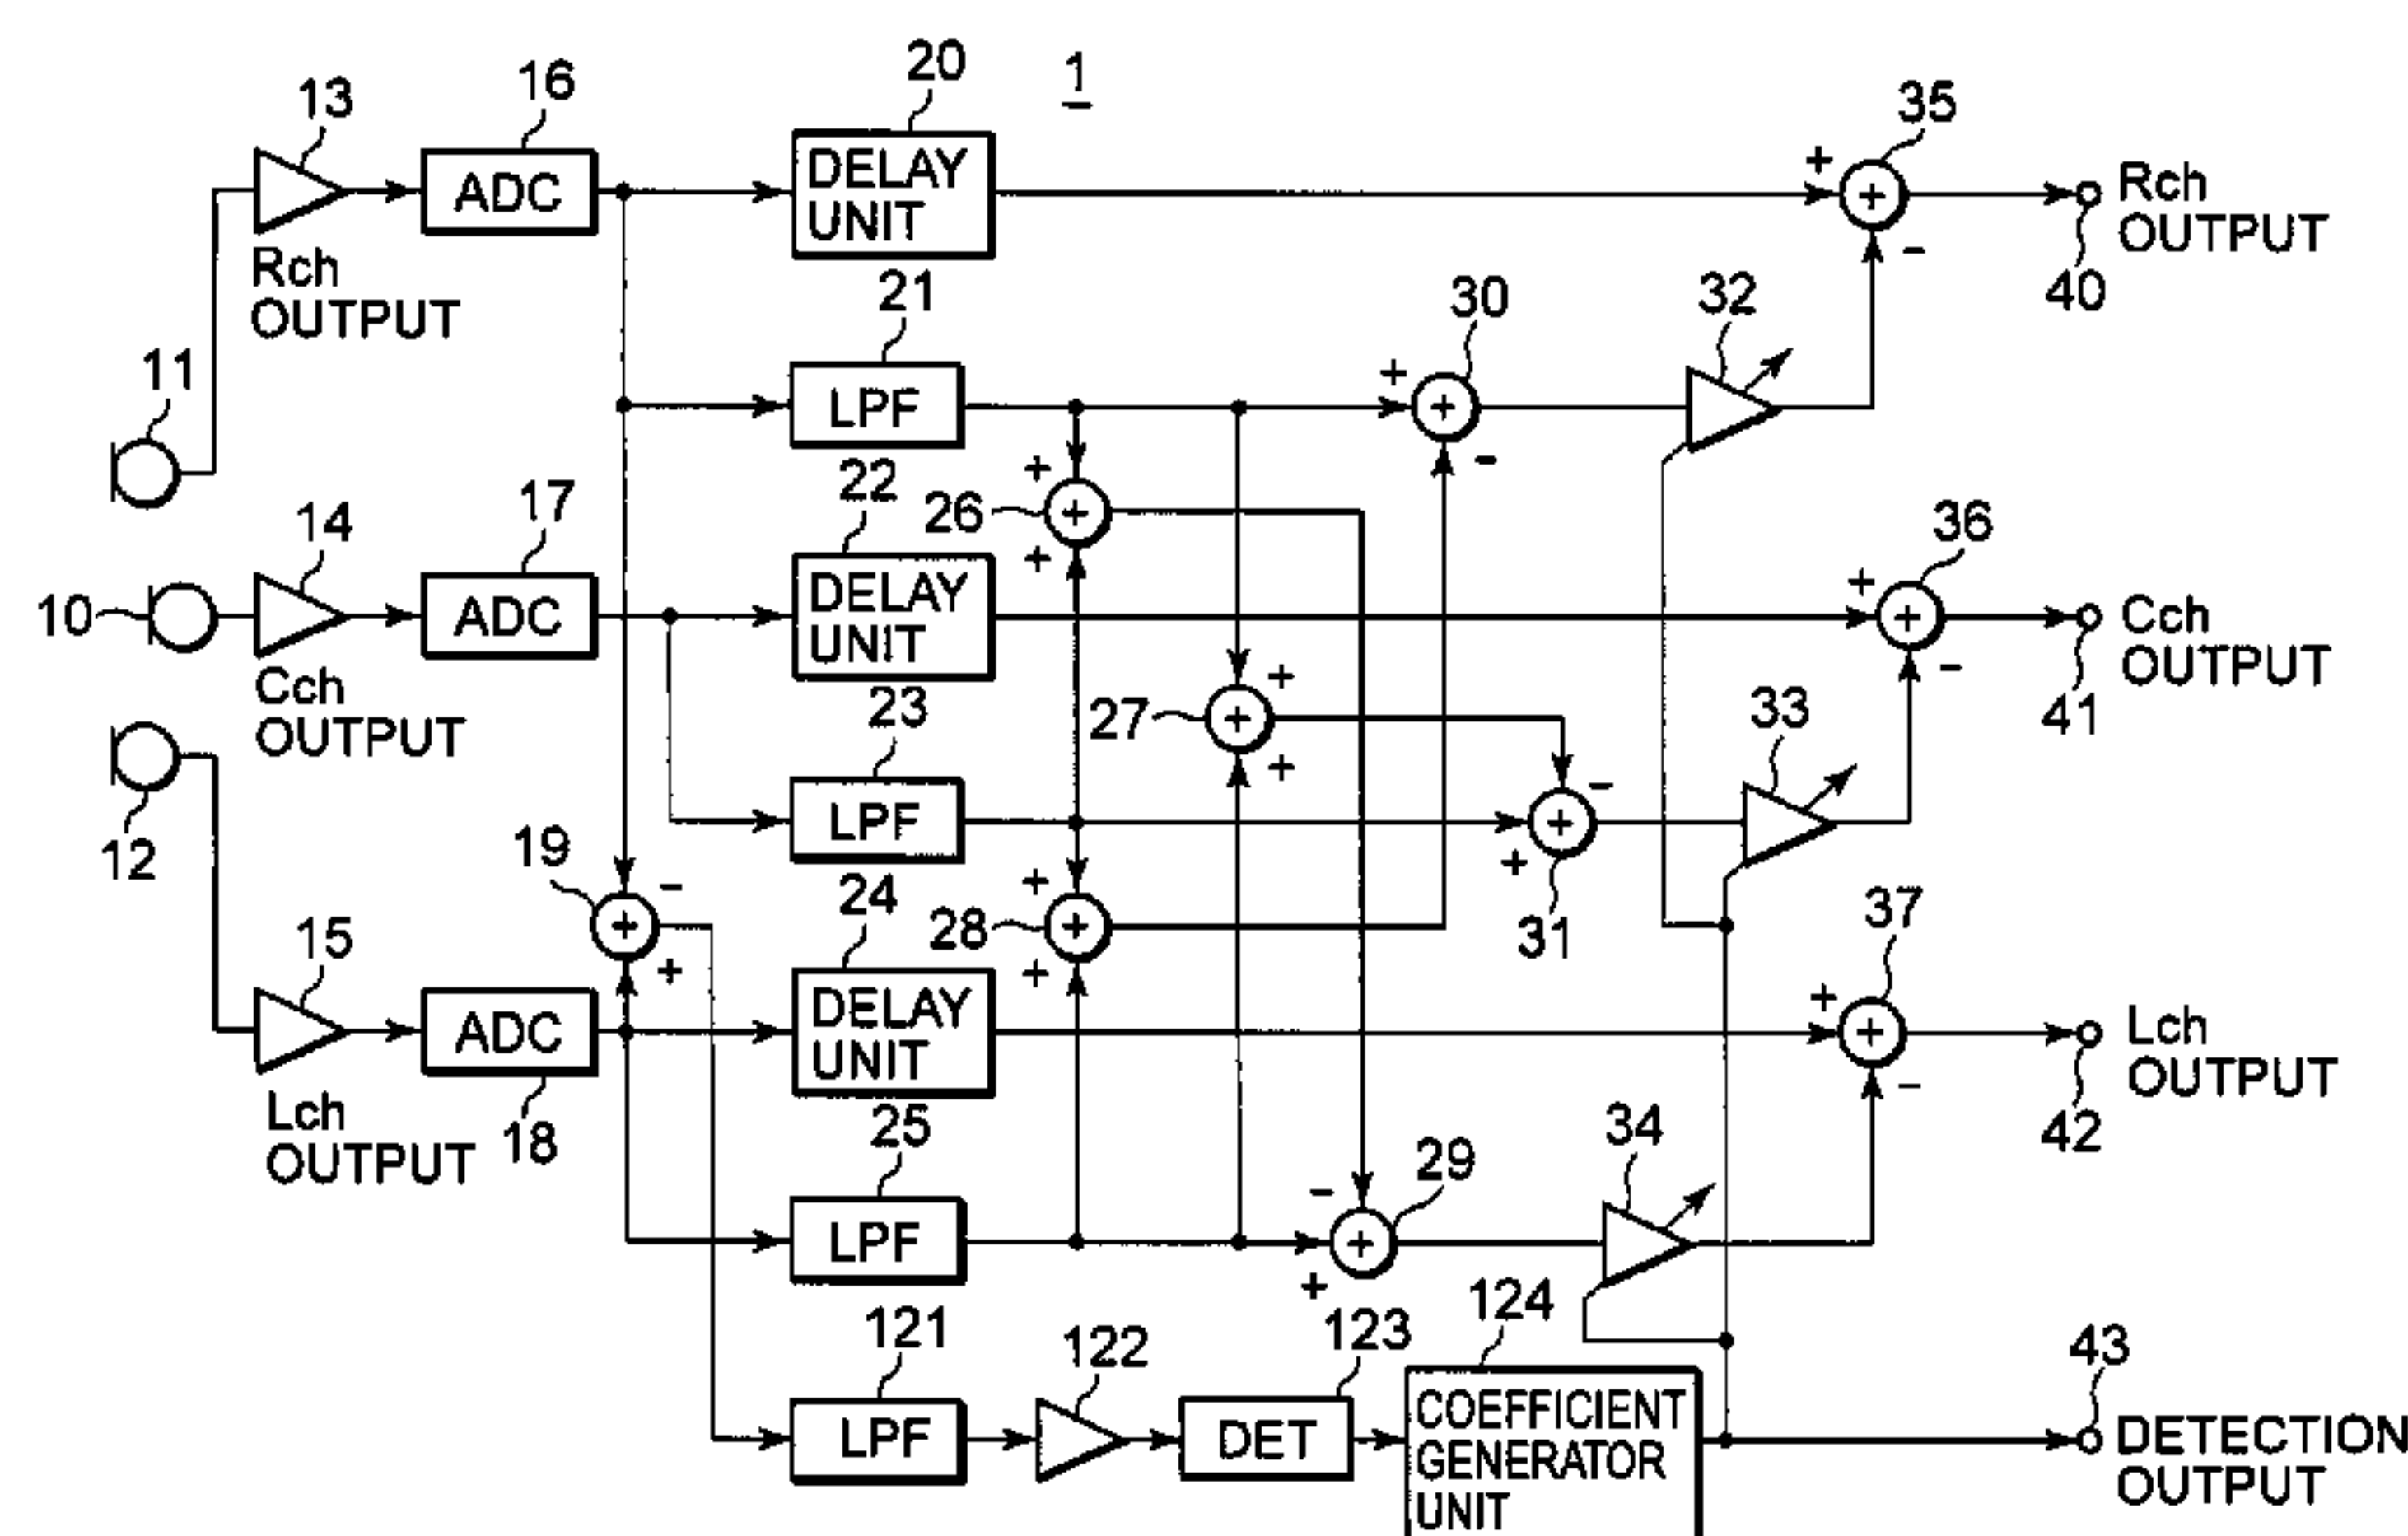 1
13
16
20
35
ADC
DELAY
UNIT
+
+
-
Rch
OUTPUT
40
Rch
OUTPUT
21
30
32
11
LPF
+
+
-
22
+
26
+
+
14
17
36
10
ADC
DELAY
UNIT
+
+
-
Cch
OUTPUT
41
Cch
OUTPUT
23
27
+
+
+
33
12
LPF
-
+
+
31
19
-
+
+
24
+
28
+
+
37
15
ADC
18
DELAY
UNIT
+
+
-
Lch
OUTPUT
42
Lch
OUTPUT
25
34
29
LPF
-
+
+
121
122
123
124
43
LPF
DET
COEFFICIENT
GENERATOR
UNIT
DETECTION
OUTPUT